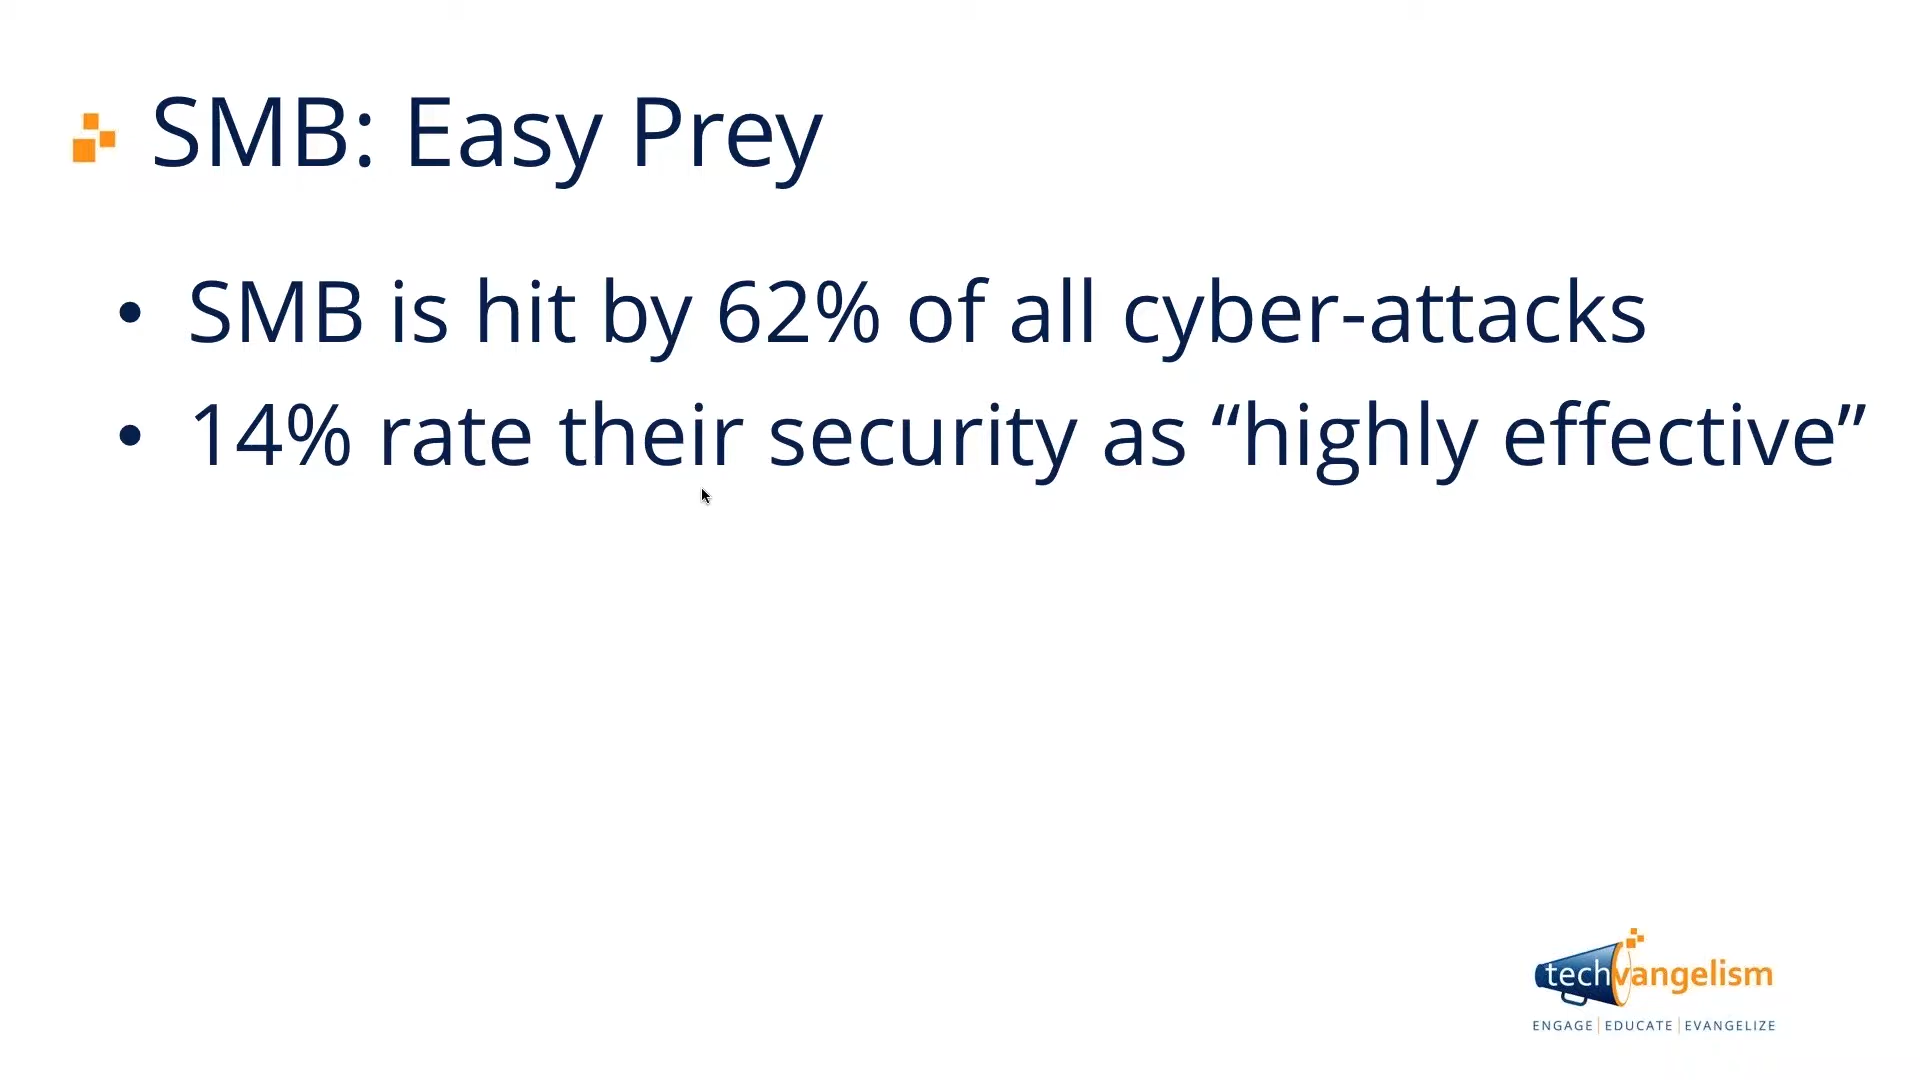 SMB: Easy Prey
• SMB is hit by 62% of all cyber-attacks
• 14% rate their security as “highly effective”
techvangelism
ENGAGE | EDUCATE | EVANGELIZE